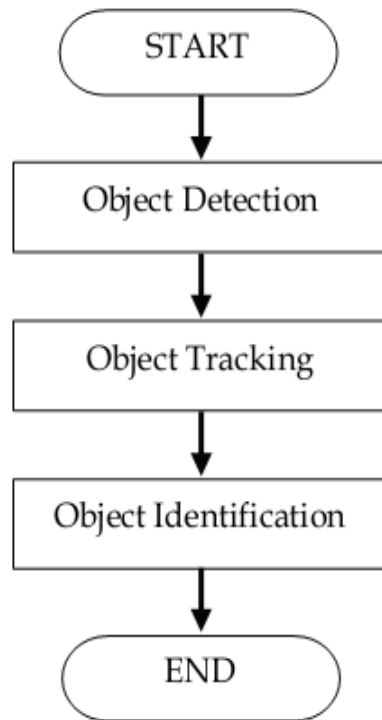 START
Object Detection
Object Tracking
Object Identification
END